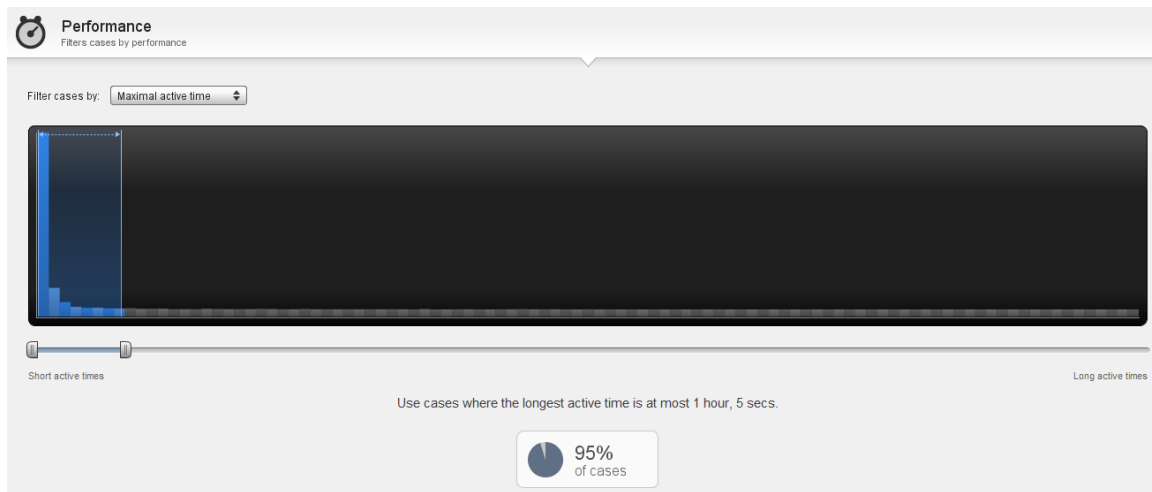 Performance
Filters cases by performance
Filter cases by: Maximal active time
Short active times
Long active times
Use cases where the longest active time is at most 1 hour, 5 secs.
95%
of cases